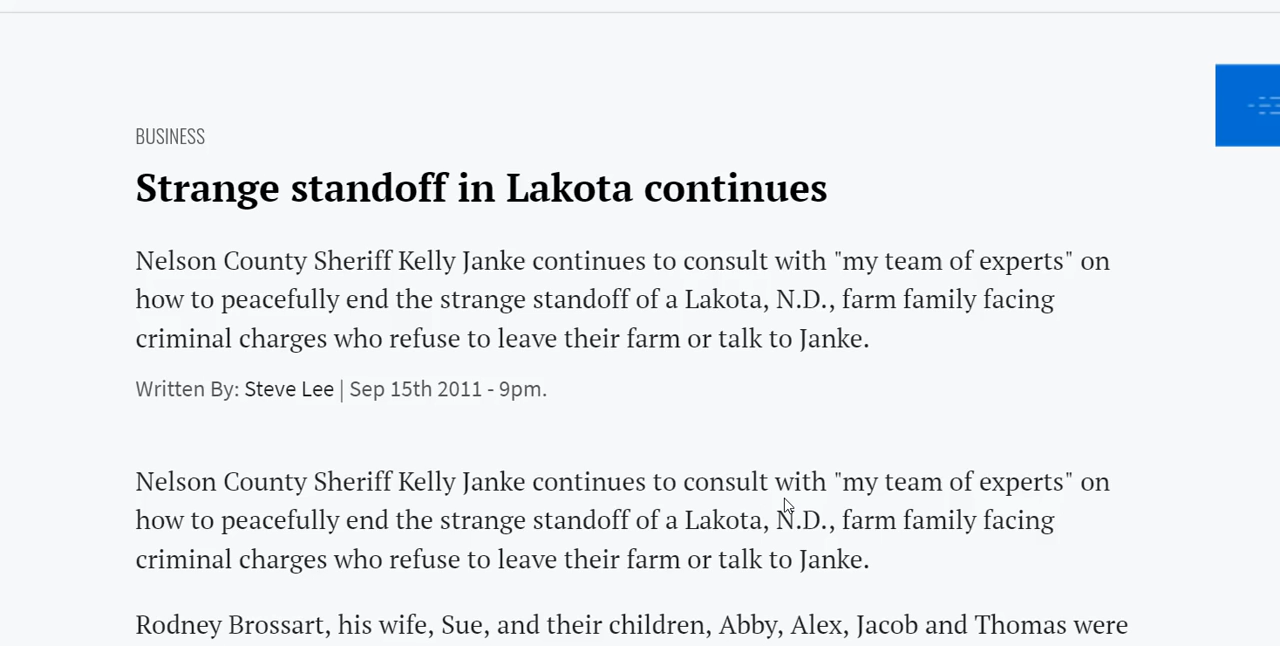 BUSINESS
Strange standoff in Lakota continues
Nelson County Sheriff Kelly Janke continues to consult with "my team of experts" on
how to peacefully end the strange standoff of a Lakota, N.D., farm family facing
criminal charges who refuse to leave their farm or talk to Janke.
Written By: Steve Lee | Sep 15th 2011 - 9pm.
Nelson County Sheriff Kelly Janke continues to consult with "my team of experts" on
how to peacefully end the strange standoff of a Lakota, N.D., farm family facing
criminal charges who refuse to leave their farm or talk to Janke.
Rodney Brossart, his wife, Sue, and their children, Abby, Alex, Jacob and Thomas were